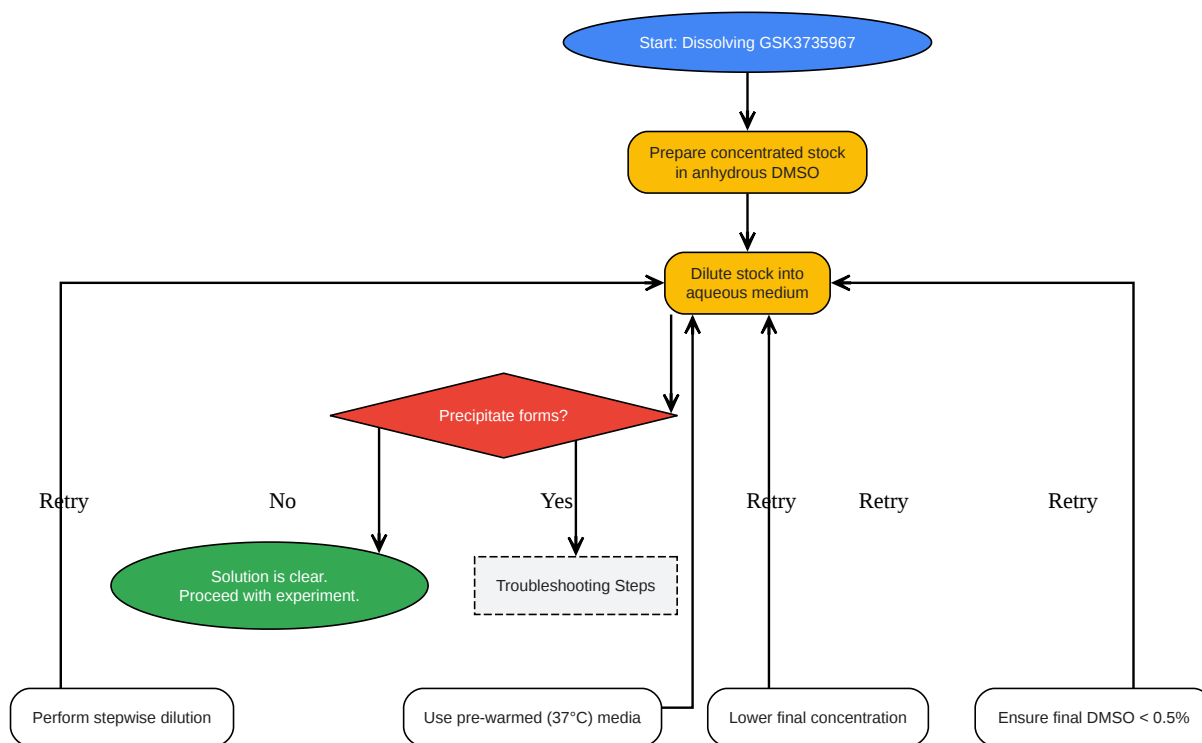 Start: Dissolving GSK3735967
Prepare concentrated stock
in anhydrous DMSO
Dilute stock into
aqueous medium
Precipitate forms?
Retry
No
Yes
Retry
Retry
Retry
Solution is clear.
Proceed with experiment.
Troubleshooting Steps
Perform stepwise dilution
Use pre-warmed (37°C) media
Lower final concentration
Ensure final DMSO < 0.5%